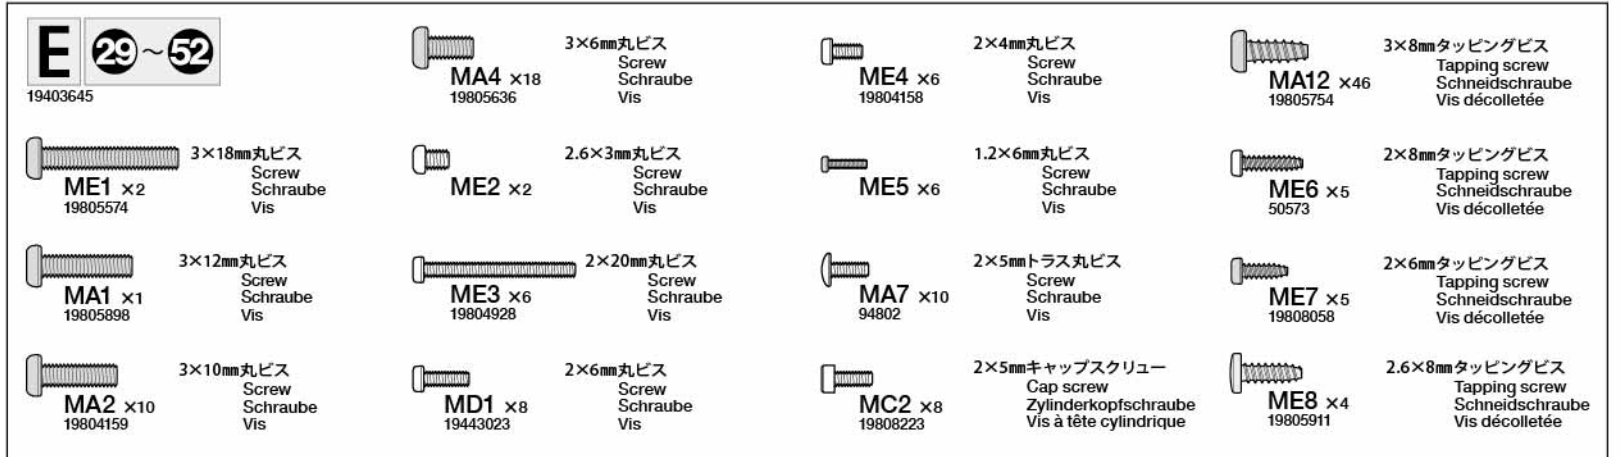 E 29～52
19403645
ME1 ×2
19805574
3×18mm丸ビス
Screw
Schraube
Vis
MA1 ×1
19805898
3×12mm丸ビス
Screw
Schraube
Vis
MA2 ×10
19804159
3×10mm丸ビス
Screw
Schraube
Vis
MA4 ×18
19805636
3×6mm丸ビス
Screw
Schraube
Vis
ME2 ×2
2.6×3mm丸ビス
Screw
Schraube
Vis
ME3 ×6
19804928
2×20mm丸ビス
Screw
Schraube
Vis
MD1 ×8
19443023
2×6mm丸ビス
Screw
Schraube
Vis
ME4 ×6
19804158
2×4mm丸ビス
Screw
Schraube
Vis
ME5 ×6
1.2×6mm丸ビス
Screw
Schraube
Vis
MA7 ×10
94802
2×5mmトラス丸ビス
Screw
Schraube
Vis
MC2 ×8
19808223
2×5mmキャップスクリュー
Cap screw
Zylinderkopfschraube
Vis à tête cylindrique
MA12 ×46
19805754
3×8mmタッピングビス
Tapping screw
Schneidschraube
Vis décolletée
ME6 ×5
50573
2×8mmタッピングビス
Tapping screw
Schneidschraube
Vis décolletée
ME7 ×5
19808058
2×6mmタッピングビス
Tapping screw
Schneidschraube
Vis décolletée
ME8 ×4
19805911
2.6×8mmタッピングビス
Tapping screw
Schneidschraube
Vis décolletée